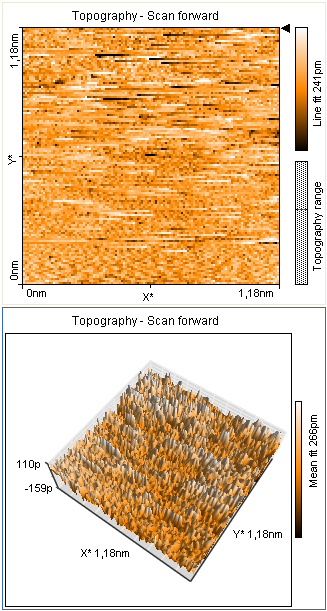 Topography - Scan forward
1,18nm
Y*
0nm
0nm
X*
1,18nm
Line fit 241pm
Topography range
Topography - Scan forward
110p
-159p
X* 1,18nm
Y* 1,18nm
Mean fit 266pm